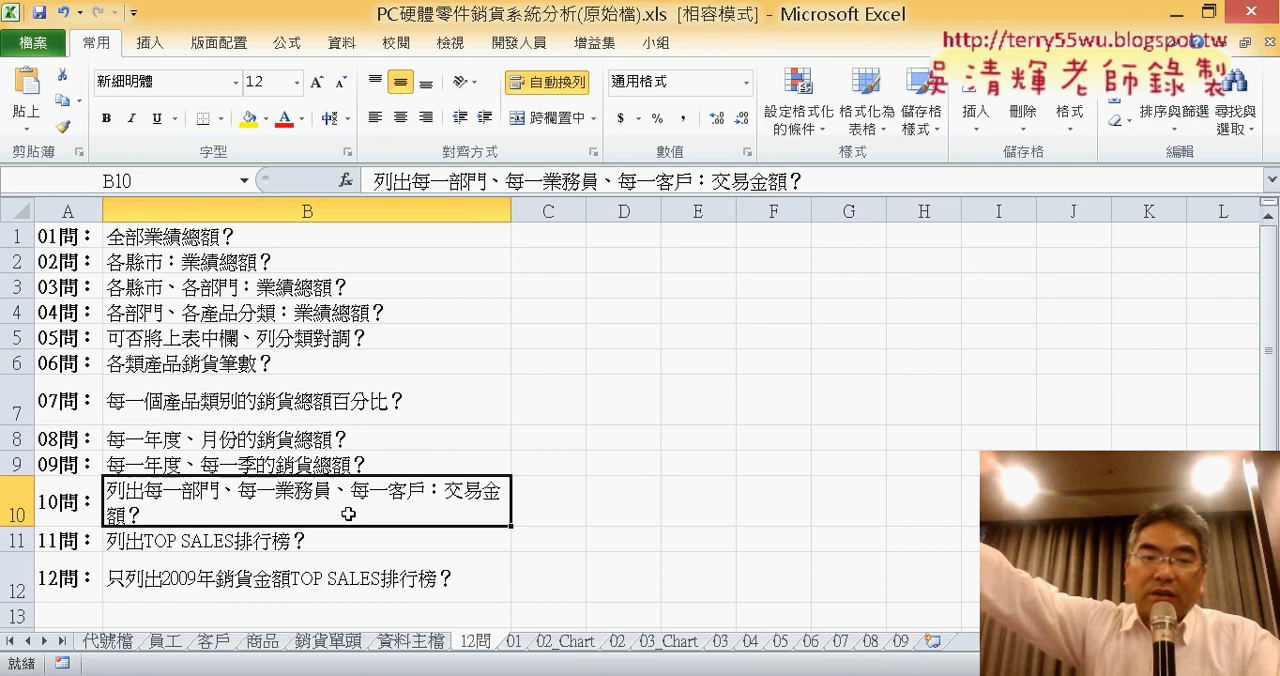 PC硬體零件銷貨系統分析(原始檔).xls [相容模式] - Microsoft Excel
檔案 常用 插入 版面配置 公式 資料 校閱 檢視 開發人員 增益集 小組
http://terry55wu.blogspot.tw
吳清輝老師錄製
貼上 新細明體 12 自動換列 通用格式
B I U 跨欄置中 $ % ,
設定格式化的條件 格式化為表格 儲存格樣式 插入 刪除 格式 排序與篩選 尋找與選取
剪貼簿 字型 對齊方式 數值 樣式 儲存格 編輯
B10 fx 列出每一部門、每一業務員、每一客戶：交易金額？
A B C D E F G H I J K L
1 01問： 全部業績總額？
2 02問： 各縣市：業績總額？
3 03問： 各縣市、各部門：業績總額？
4 04問： 各部門、各產品分類：業績總額？
5 05問： 可否將上表中欄、列分類對調？
6 06問： 各類產品銷貨筆數？
7 07問： 每一個產品類別的銷貨總額百分比？
8 08問： 每一年度、月份的銷貨總額？
9 09問： 每一年度、每一季的銷貨總額？
10 10問： 列出每一部門、每一業務員、每一客戶：交易金
額？
11 11問： 列出TOP SALES排行榜？
12 12問： 只列出2009年銷貨金額TOP SALES排行榜？
13
代號檔 員工 客戶 商品 銷貨單頭 資料主檔 12問 01 02_Chart 02 03_Chart 03 04 05 06 07 08 09
就緒